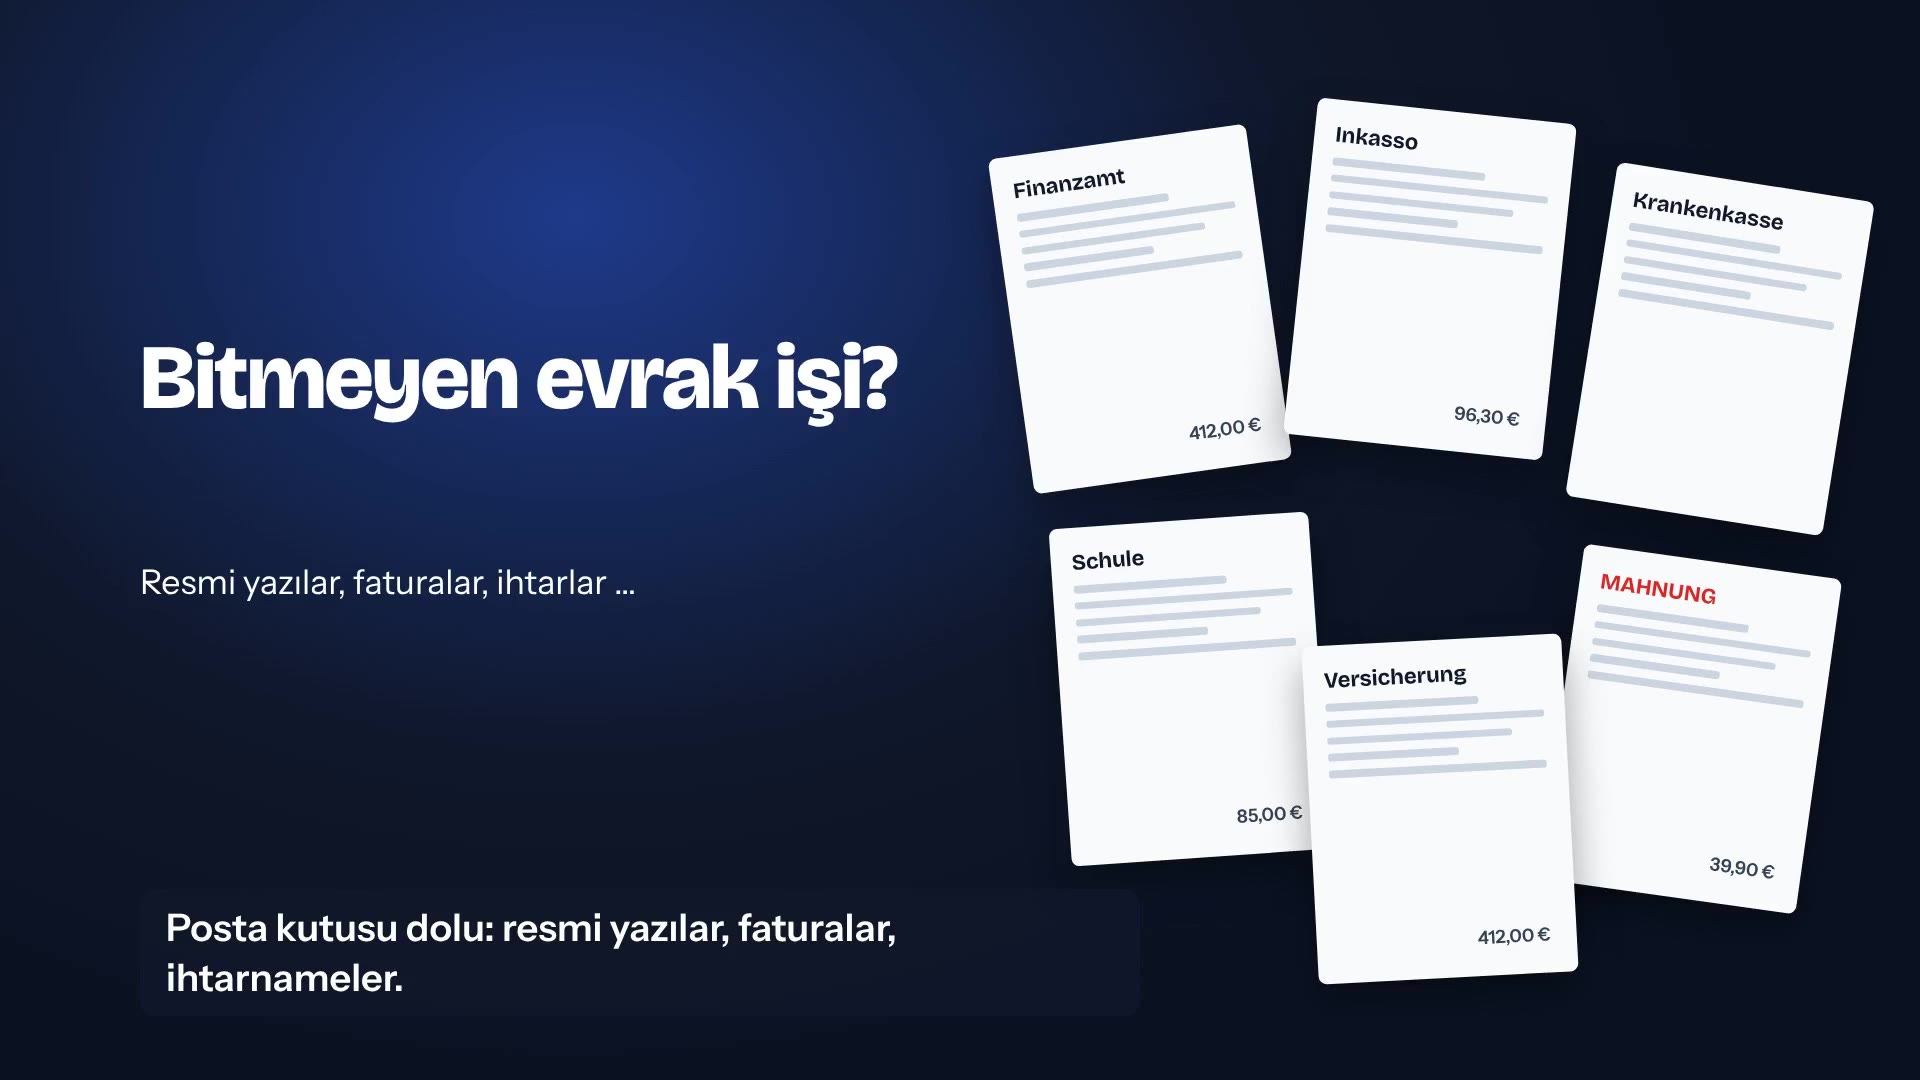 Bitmeyen evrak işi?
Resmi yazılar, faturalar, ihtarlar ...
Posta kutusu dolu: resmi yazılar, faturalar,
ihtarnameler.
Finanzamt
412,00 €
Inkasso
96,30 €
Krankenkasse
Schule
85,00 €
Versicherung
412,00 €
MAHNUNG
39,90 €